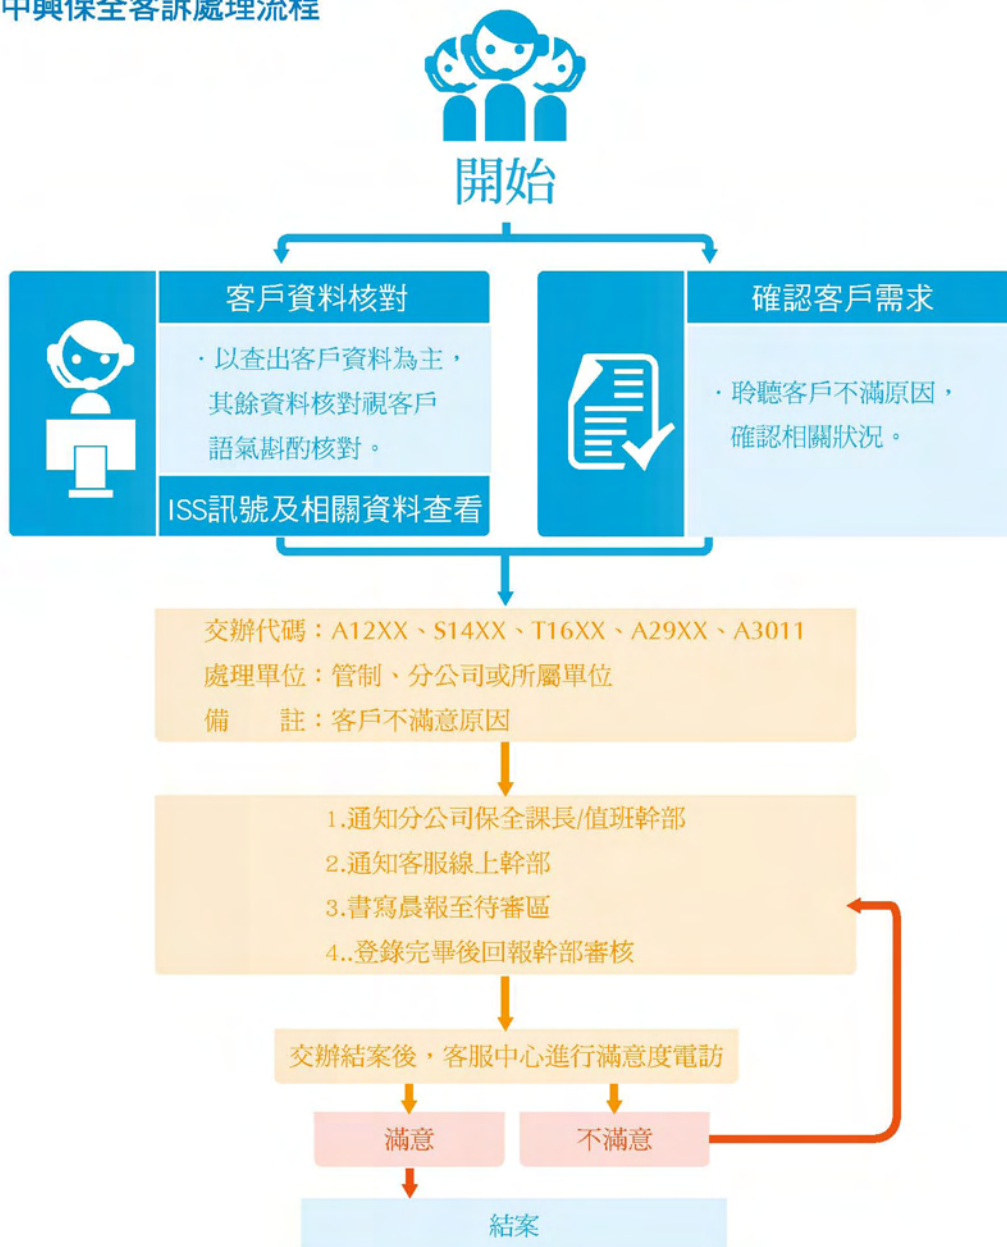 中興保全客訴處理流程
開始
客戶資料核對
· 以查出客戶資料為主，
其餘資料核對視客戶
語氣斟酌核對。
ISS訊號及相關資料查看
確認客戶需求
· 聆聽客戶不滿原因，
確認相關狀況。
交辦代碼：A12XX、S14XX、T16XX、A29XX、A3011
處理單位：管制、分公司或所屬單位
備　　註：客戶不滿意原因
1.通知分公司保全課長/值班幹部
2.通知客服線上幹部
3.書寫晨報至待審區
4..登錄完畢後回報幹部審核
交辦結案後，客服中心進行滿意度電訪
滿意
不滿意
結案